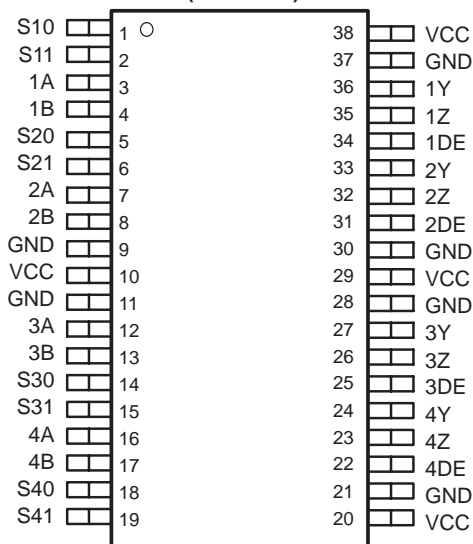 S10 1 38 VCC
S11 2 37 GND
1A 3 36 1Y
1B 4 35 1Z
S20 5 34 1DE
S21 6 33 2Y
2A 7 32 2Z
2B 8 31 2DE
GND 9 30 GND
VCC 10 29 VCC
GND 11 28 GND
3A 12 27 3Y
3B 13 26 3Z
S30 14 25 3DE
S31 15 24 4Y
4A 16 23 4Z
4B 17 22 4DE
S40 18 21 GND
S41 19 20 VCC